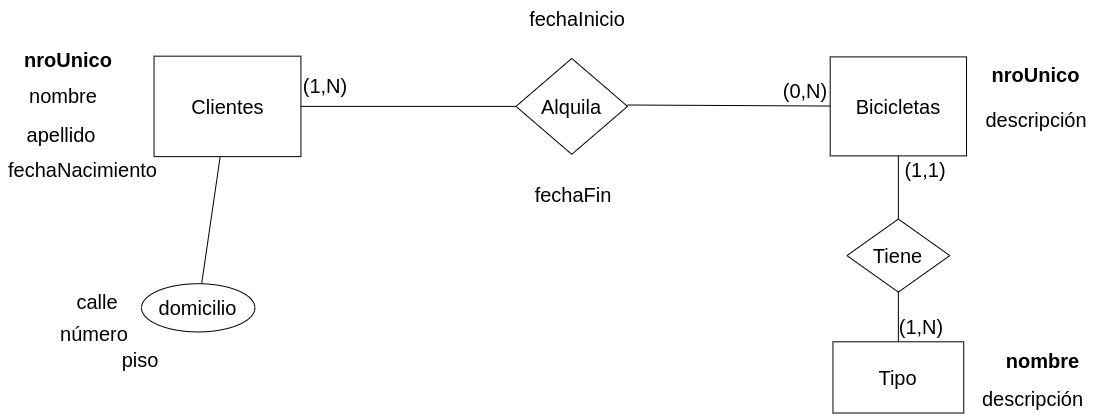 fechaInicio
nroUnico
nombre
apellido
fechaNacimiento
Clientes
(1,N)
Alquila
(0,N)
Bicicletas
nroUnico
descripción
fechaFin
(1,1)
Tiene
calle
número
piso
domicilio
(1,N)
Tipo
nombre
descripción